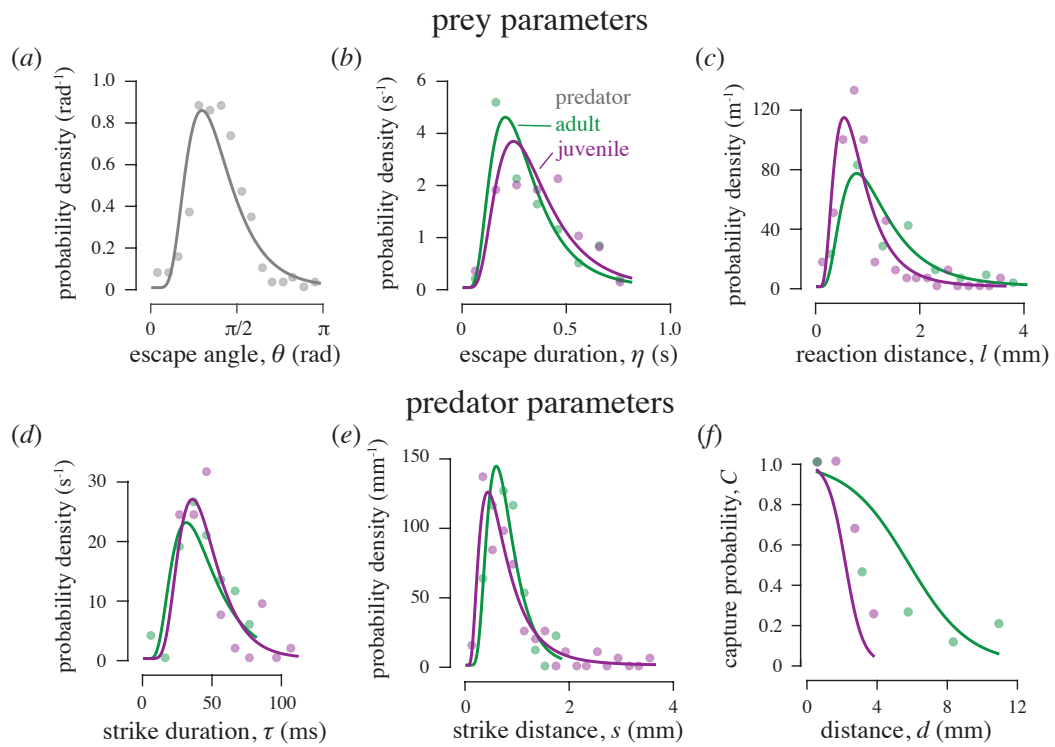 prey parameters
(a)
probability density (rad-1)
1.0
0.8
0.6
0.4
0.2
0
0
π/2
π
escape angle, θ (rad)
(b)
probability density (s-1)
6
4
2
1
0
predator
adult
juvenile
0
0.5
1.0
escape duration, η (s)
(c)
probability density (m-1)
120
80
40
0
0
2
4
reaction distance, l (mm)
predator parameters
(d)
probability density (s-1)
30
20
10
0
0
50
100
strike duration, τ (ms)
(e)
probability density (mm-1)
150
100
50
0
0
2
4
strike distance, s (mm)
(f)
capture probability, C
1.0
0.8
0.6
0.4
0.2
0
0
4
8
12
distance, d (mm)